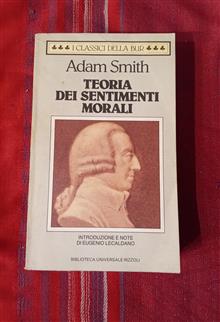 I CLASSICI DELLA BUR
Adam Smith
TEORIA
DEI SENTIMENTI
MORALI
INTRODUZIONE E NOTE
DI EUGENIO LECALDANO
BIBLIOTECA UNIVERSALE RIZZOLI